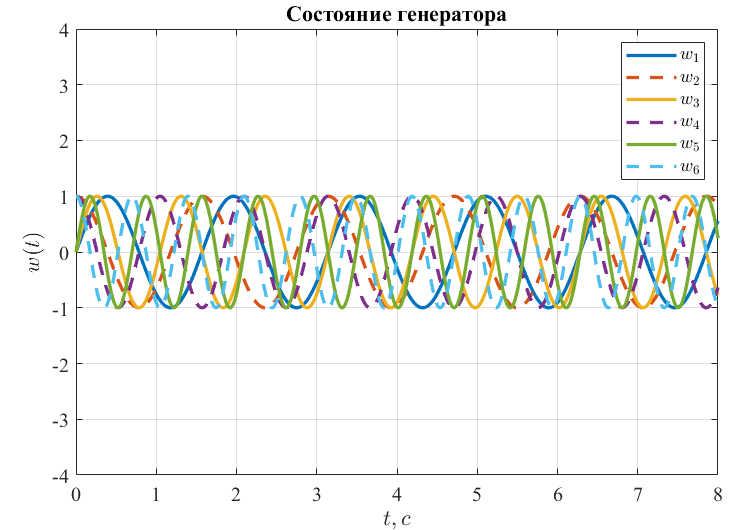 Состояние генератора
4
3
2
1
0
-1
-2
-3
-4
w(t)
w₁
w₂
w₃
w₄
w₅
w₆
0 1 2 3 4 5 6 7 8
t, c